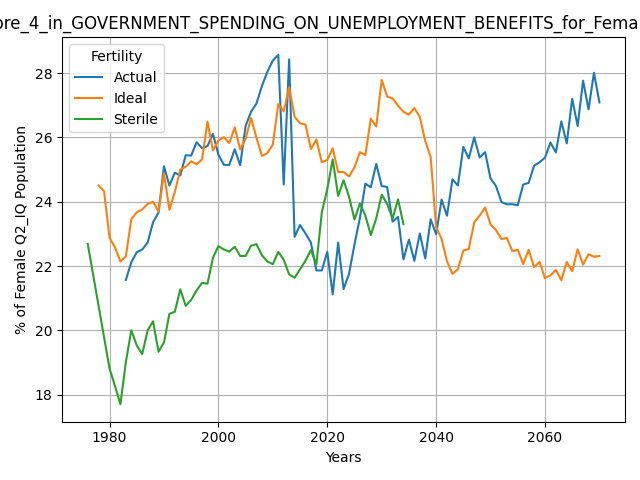 ore_4_in_GOVERNMENT_SPENDING_ON_UNEMPLOYMENT_BENEFITS_for_Fema
Fertility
Actual
Ideal
Sterile
% of Female Q2_IQ Population
28
26
24
22
20
18
1980
2000
2020
2040
2060
Years